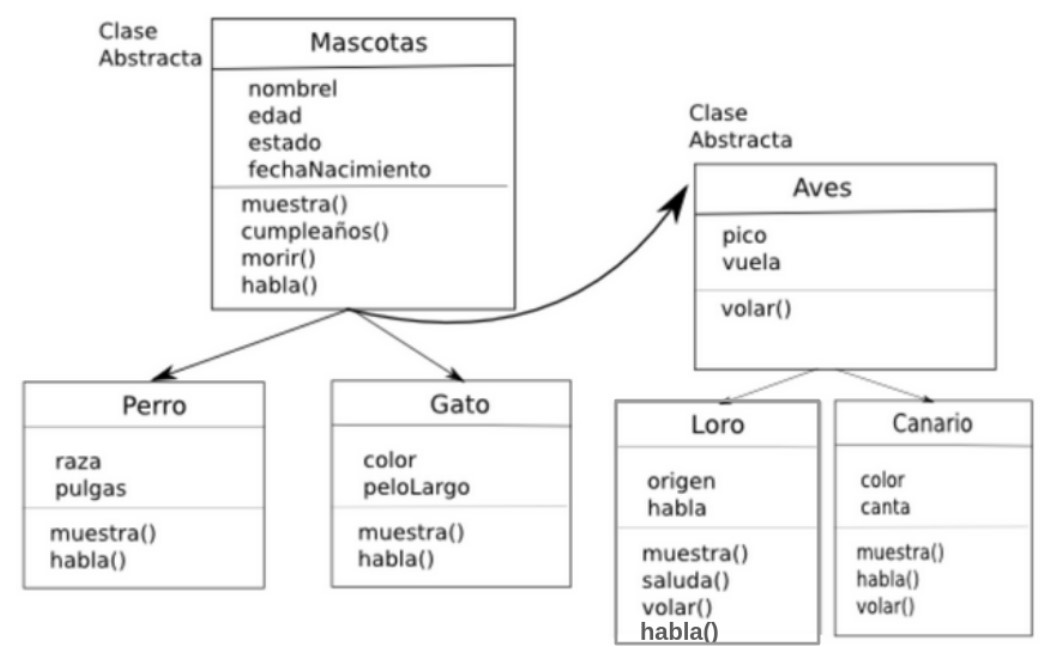 Clase
Abstracta
Mascotas
nombrel
edad
estado
fechaNacimiento
muestra()
cumpleaños()
morir()
habla()
Clase
Abstracta
Aves
pico
vuela
volar()
Perro
raza
pulgas
muestra()
habla()
Gato
color
peloLargo
muestra()
habla()
Loro
origen
habla
muestra()
saluda()
volar()
habla()
Canario
color
canta
muestra()
habla()
volar()